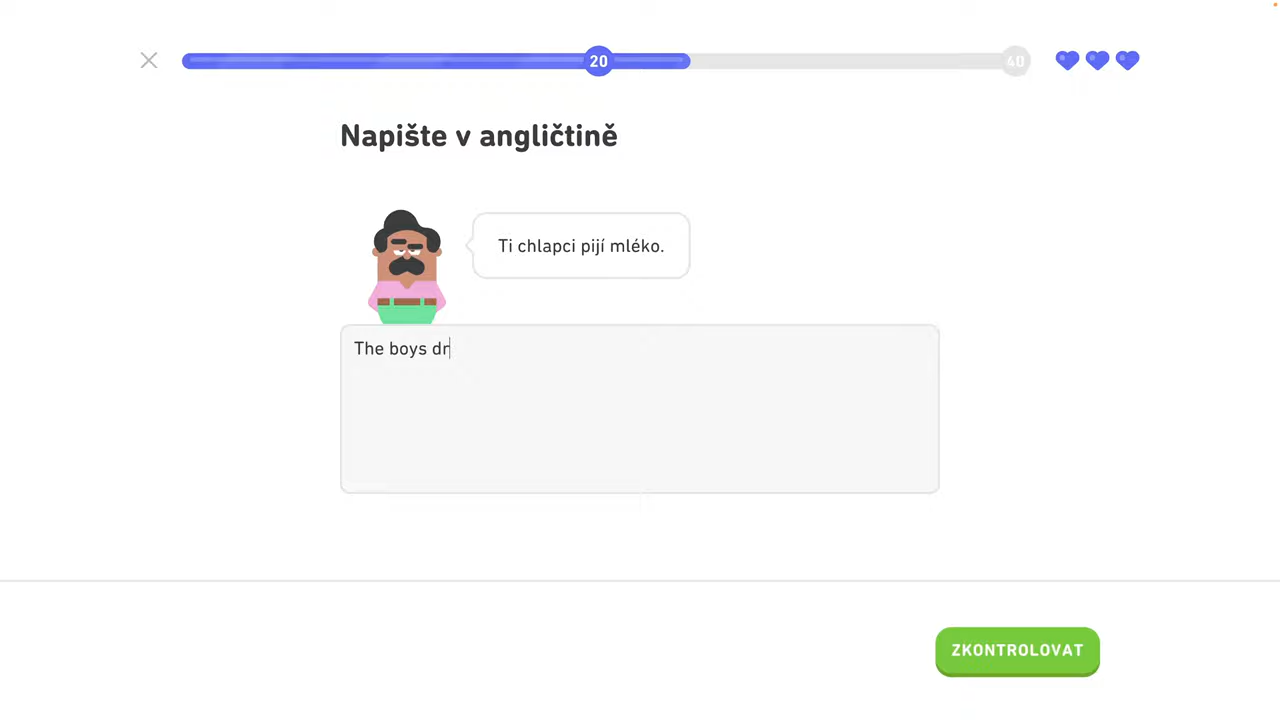 20
40
Napište v angličtině
Ti chlapci pijí mléko.
The boys dr
ZKONTROLOVAT